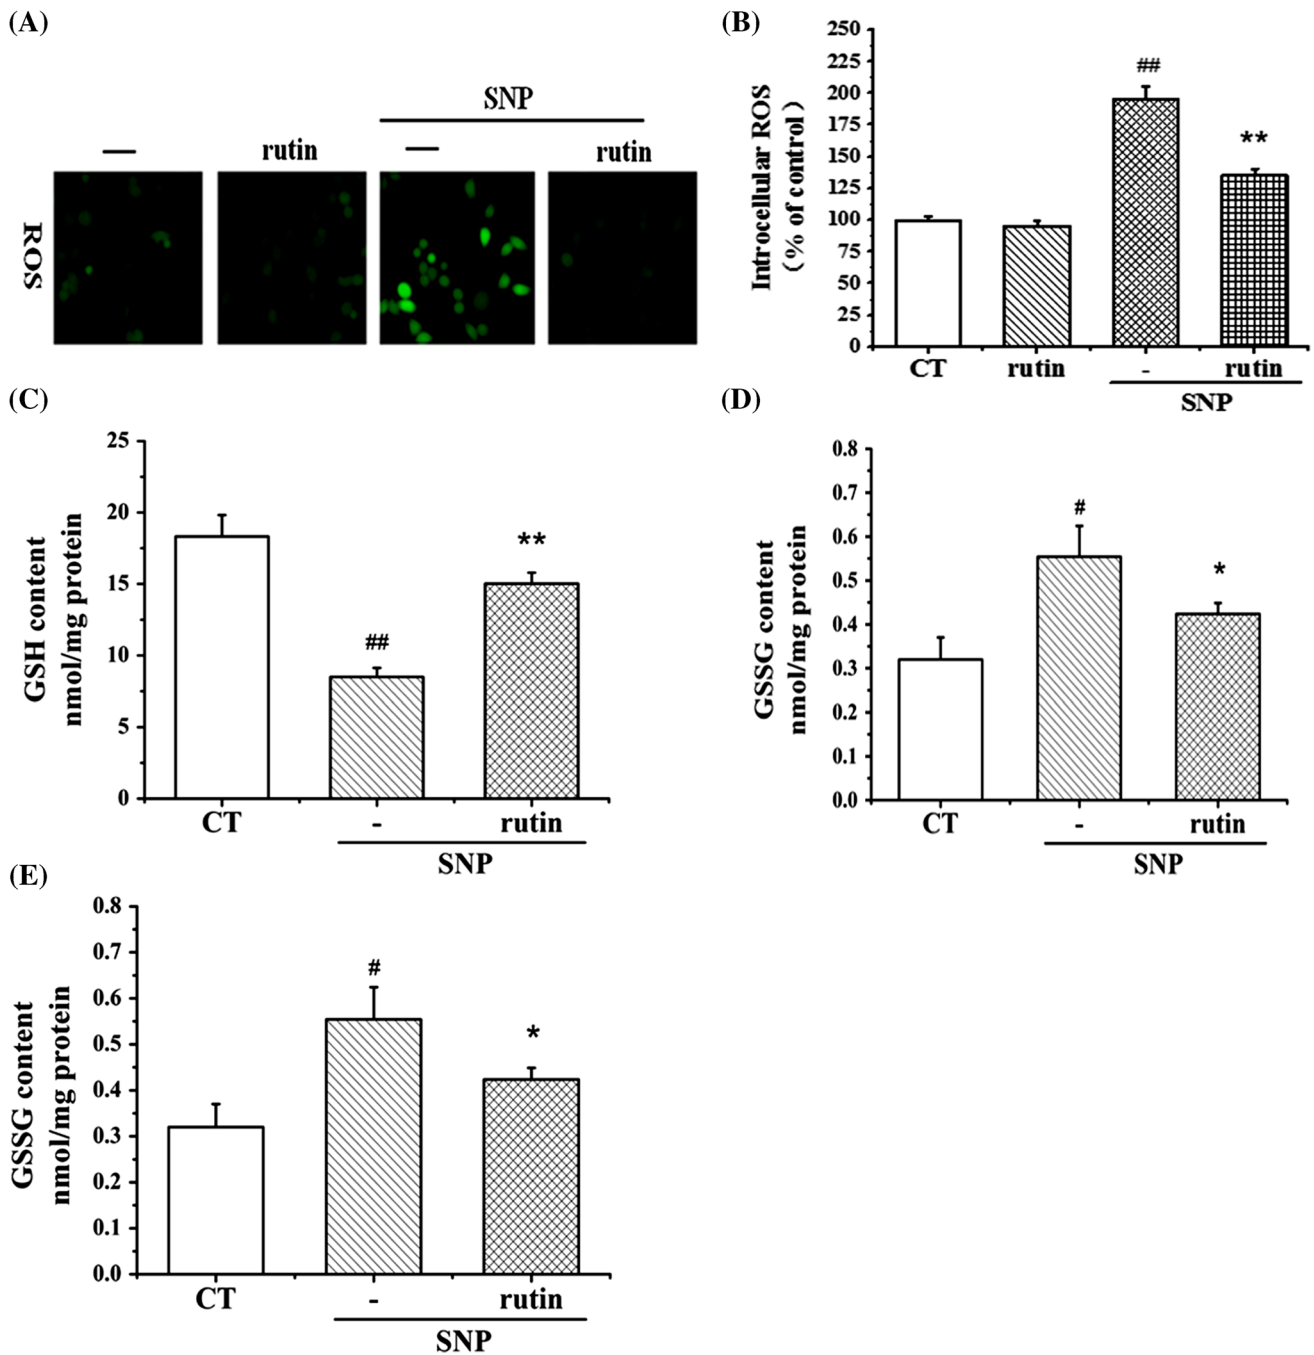 (A)
SNP
— rutin — rutin
ROS
(B)
Introcellular ROS
( % of control )
250
225
200
175
150
125
100
75
50
25
0
##
**
CT rutin - rutin
SNP
(C)
GSH content
nmol/mg protein
25
20
15
10
5
0
##
**
CT - rutin
SNP
(D)
GSSG content
nmol/mg protein
0.8
0.7
0.6
0.5
0.4
0.3
0.2
0.1
0.0
#
*
CT - rutin
SNP
(E)
GSSG content
nmol/mg protein
0.8
0.7
0.6
0.5
0.4
0.3
0.2
0.1
0.0
#
*
CT - rutin
SNP